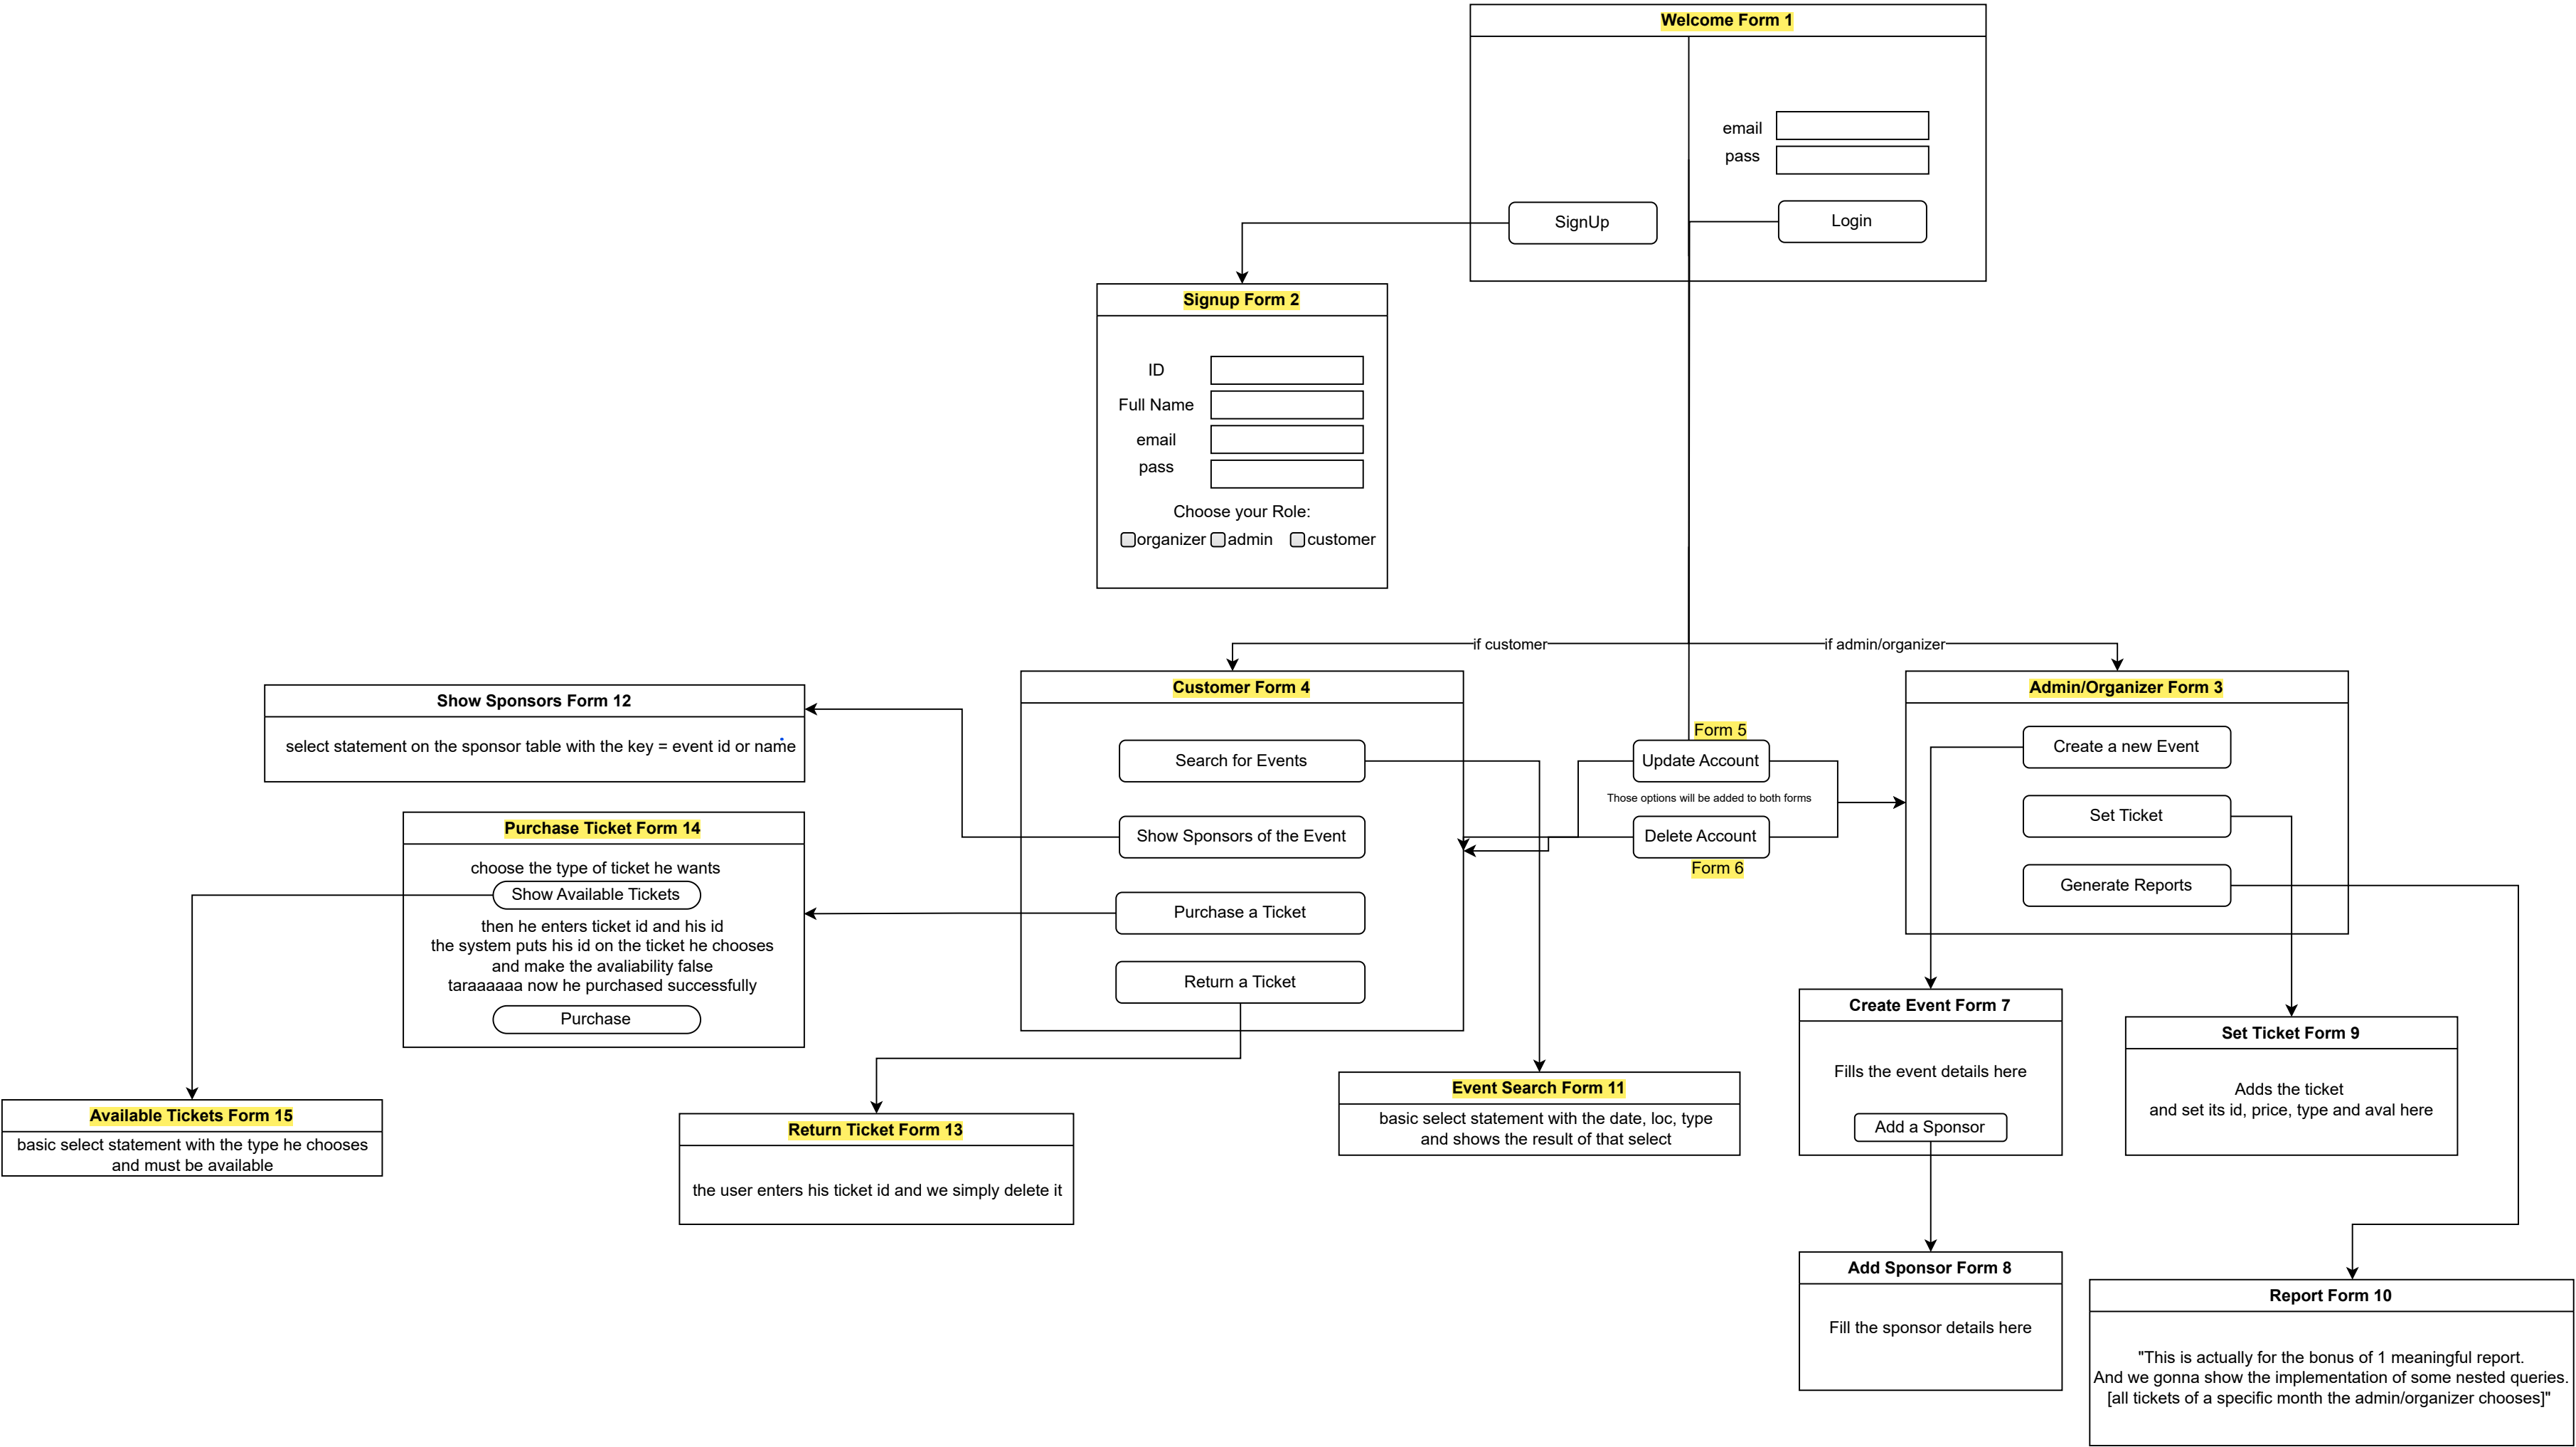 Welcome Form 1
email
pass
SignUp
Login
Signup Form 2
ID
Full Name
email
pass
Choose your Role:
organizer
admin
customer
if customer
if admin/organizer
Show Sponsors Form 12
select statement on the sponsor table with the key = event id or name
Customer Form 4
Search for Events
Show Sponsors of the Event
Purchase a Ticket
Return a Ticket
Form 5
Update Account
Those options will be added to both forms
Delete Account
Form 6
Admin/Organizer Form 3
Create a new Event
Set Ticket
Generate Reports
Purchase Ticket Form 14
choose the type of ticket he wants
Show Available Tickets
then he enters ticket id and his id
the system puts his id on the ticket he chooses
and make the avaliability false
taraaaaaa now he purchased successfully
Purchase
Available Tickets Form 15
basic select statement with the type he chooses
and must be available
Return Ticket Form 13
the user enters his ticket id and we simply delete it
Event Search Form 11
basic select statement with the date, loc, type
and shows the result of that select
Create Event Form 7
Fills the event details here
Add a Sponsor
Set Ticket Form 9
Adds the ticket
and set its id, price, type and aval here
Add Sponsor Form 8
Fill the sponsor details here
Report Form 10
"This is actually for the bonus of 1 meaningful report.
And we gonna show the implementation of some nested queries.
[all tickets of a specific month the admin/organizer chooses]"